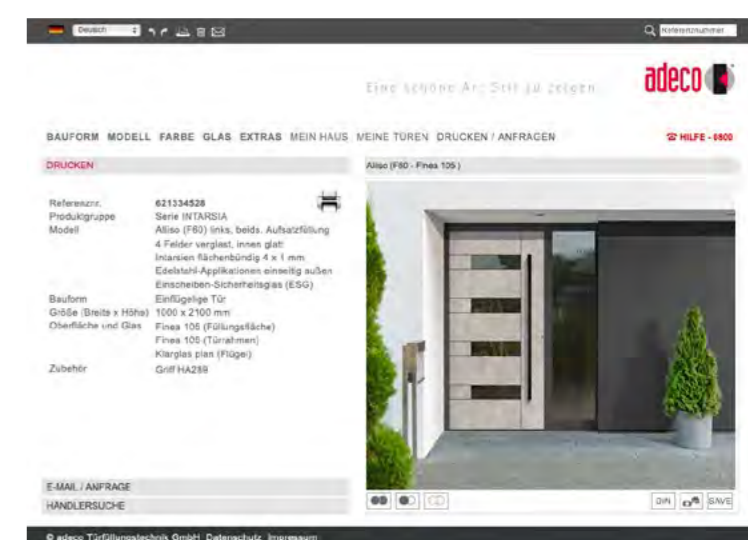 Deutsch
Referenznummer
Eine schöne Art Stil zu zeigen
adeco
BAUFORM MODELL FARBE GLAS EXTRAS MEIN HAUS MEINE TÜREN DRUCKEN / ANFRAGEN
HILFE - 0800
DRUCKEN
Referenznr. 621334528
Produktgruppe Serie INTARSIA
Modell Alliso (F60) links, beids. Aufsatzfüllung
4 Felder verglast, innen glatt
Intarsien flächenbündig 4 x 1 mm
Edelstahl-Applikationen einseitig außen
Einscheiben-Sicherheitsglas (ESG)
Bauform Einflügelige Tür
Größe (Breite x Höhe) 1000 x 2100 mm
Oberfläche und Glas Finea 105 (Füllungsfläche)
Finea 105 (Türrahmen)
Klarglas plan (Flügel)
Zubehör Griff HA289
E-MAIL / ANFRAGE
HÄNDLERSUCHE
Alliso (F60 - Finea 105 )
DIN
SAVE
© adeco Türfüllungstechnik GmbH Datenschutz Impressum